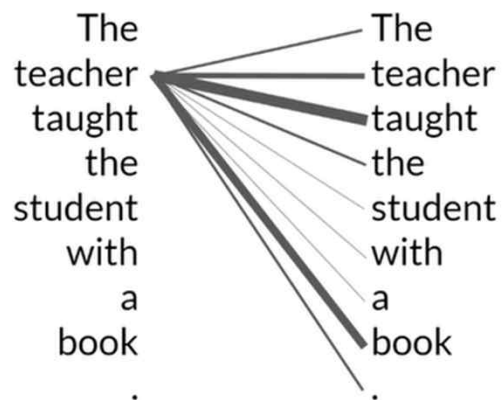 The The
teacher teacher
taught taught
the the
student student
with with
a a
book book
. .